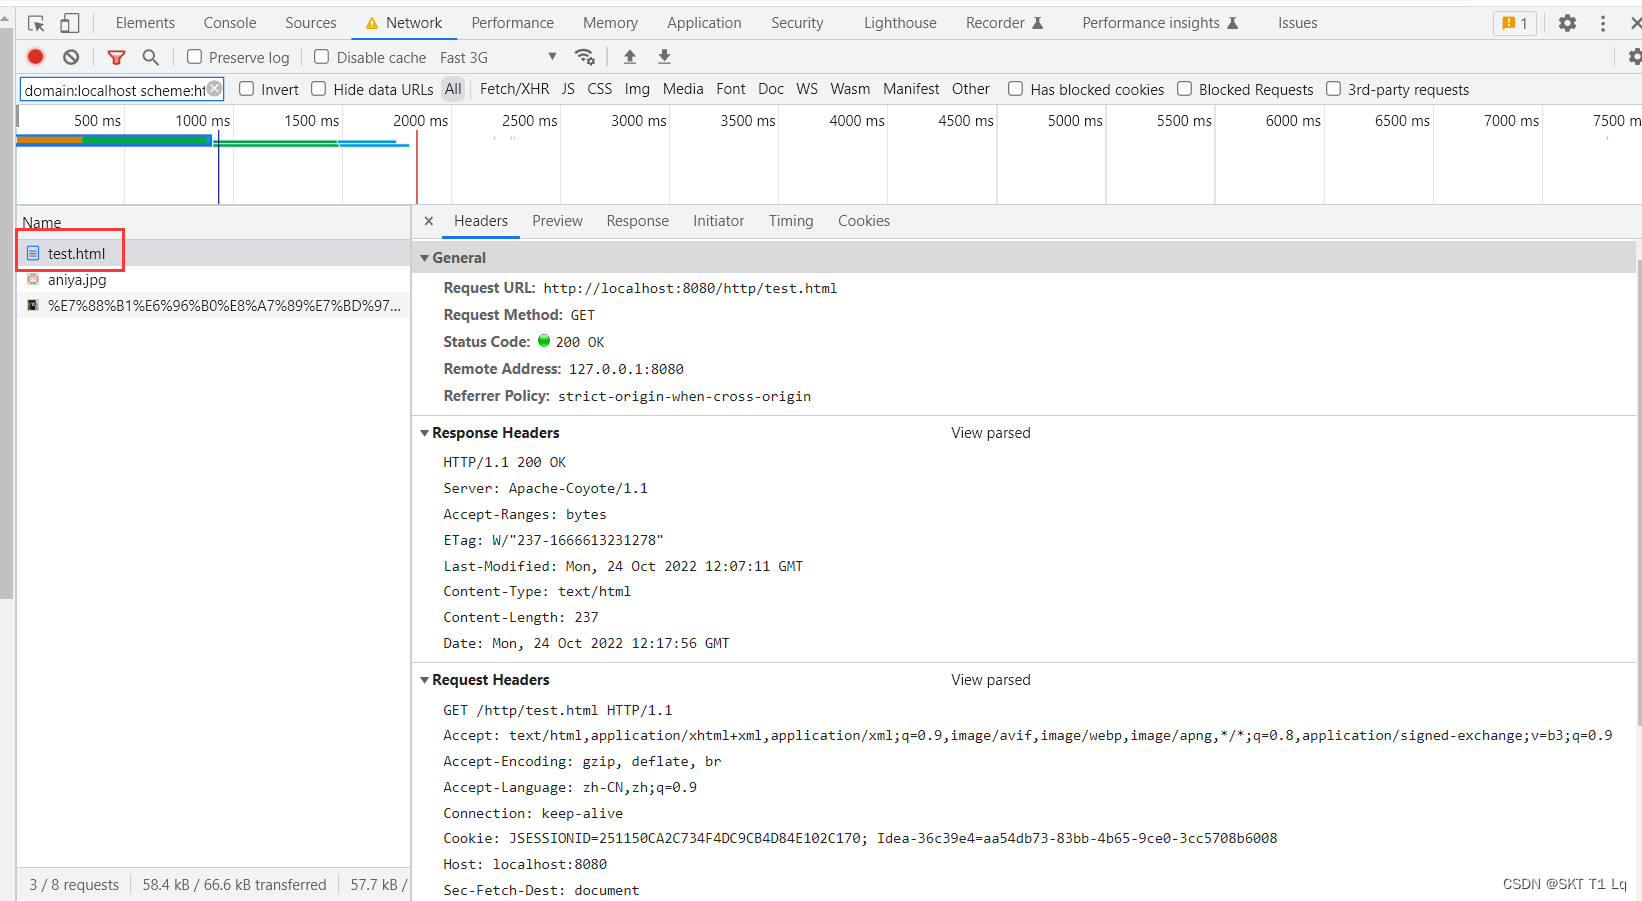 Elements Console Sources Network Performance Memory Application Security Lighthouse Recorder Performance insights Issues 1
Preserve log Disable cache Fast 3G
domain:localhost scheme:ht Invert Hide data URLs All Fetch/XHR JS CSS Img Media Font Doc WS Wasm Manifest Other Has blocked cookies Blocked Requests 3rd-party requests
500 ms 1000 ms 1500 ms 2000 ms 2500 ms 3000 ms 3500 ms 4000 ms 4500 ms 5000 ms 5500 ms 6000 ms 6500 ms 7000 ms 7500 m
Name
test.html
aniya.jpg
%E7%88%B1%E6%96%B0%E8%A7%89%E7%BD%97...
Headers Preview Response Initiator Timing Cookies
General
Request URL: http://localhost:8080/http/test.html
Request Method: GET
Status Code: 200 OK
Remote Address: 127.0.0.1:8080
Referrer Policy: strict-origin-when-cross-origin
Response Headers View parsed
HTTP/1.1 200 OK
Server: Apache-Coyote/1.1
Accept-Ranges: bytes
ETag: W/"237-1666613231278"
Last-Modified: Mon, 24 Oct 2022 12:07:11 GMT
Content-Type: text/html
Content-Length: 237
Date: Mon, 24 Oct 2022 12:17:56 GMT
Request Headers View parsed
GET /http/test.html HTTP/1.1
Accept: text/html,application/xhtml+xml,application/xml;q=0.9,image/avif,image/webp,image/apng,*/*;q=0.8,application/signed-exchange;v=b3;q=0.9
Accept-Encoding: gzip, deflate, br
Accept-Language: zh-CN,zh;q=0.9
Connection: keep-alive
Cookie: JSESSIONID=251150CA2C734F4DC9CB4D84E102C170; Idea-36c39e4=aa54db73-83bb-4b65-9ce0-3cc5708b6008
Host: localhost:8080
Sec-Fetch-Dest: document
3 / 8 requests 58.4 kB / 66.6 kB transferred 57.7 kB /
CSDN @SKT T1 Lq